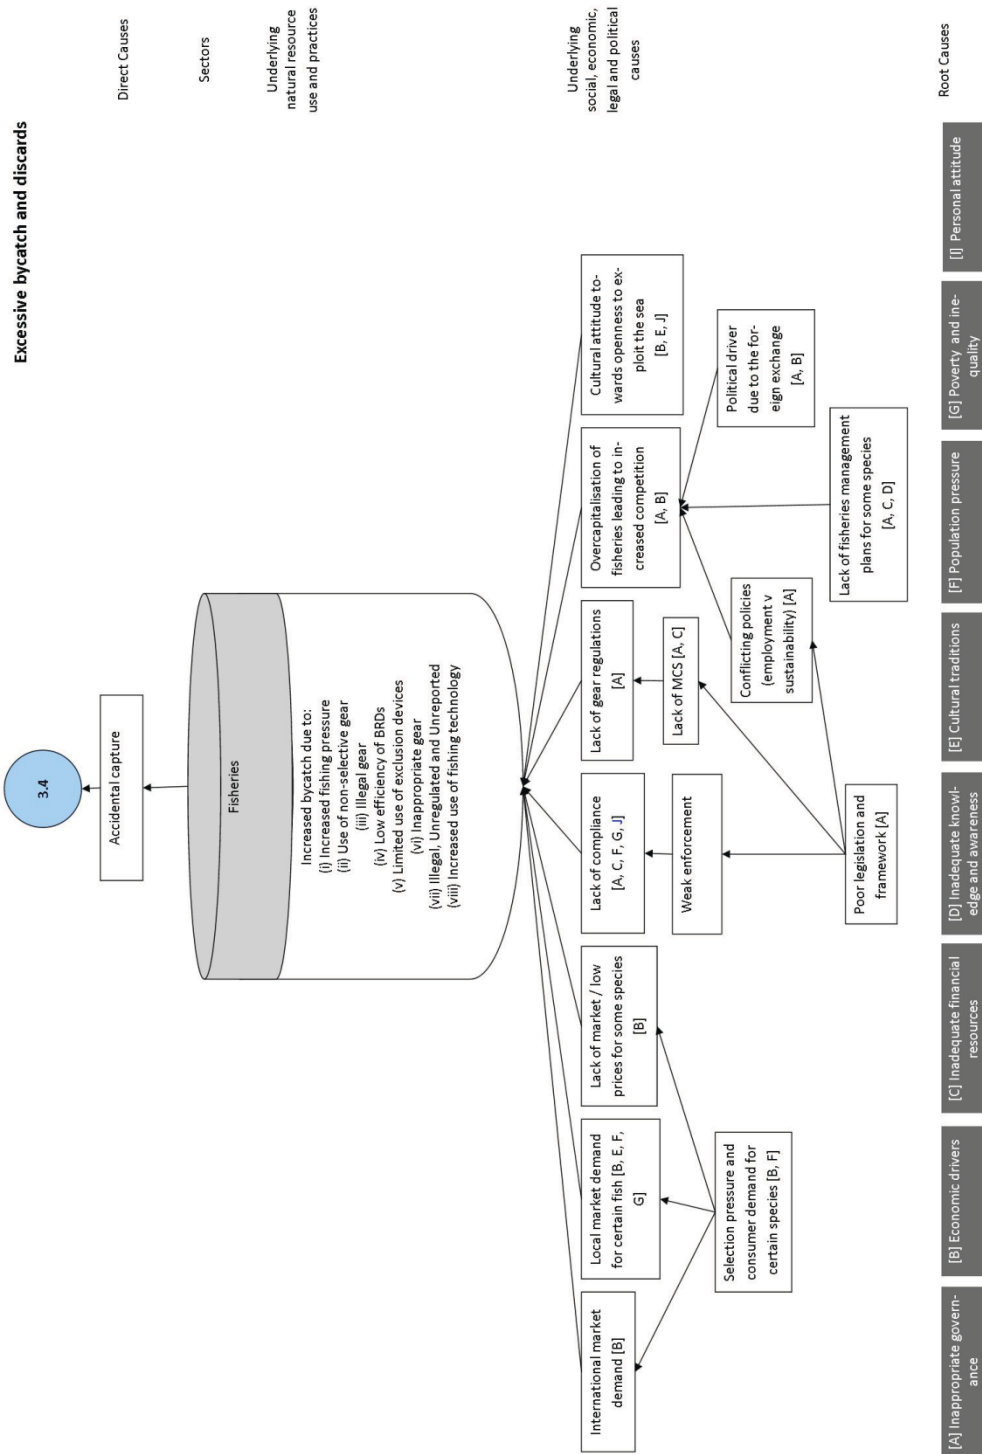 Excessive bycatch and discards
Direct Causes
Sectors
Underlying
natural resource
use and practices
Underlying
social, economic,
legal and political
causes
Root Causes
3.4
Accidental capture
Fisheries
Increased bycatch due to:
(i) Increased fishing pressure
(ii) Use of non-selective gear
(iii) Illegal gear
(iv) Low efficiency of BRDs
(v) Limited use of exclusion devices
(vi) Inappropriate gear
(vii) Illegal, Unregulated and Unreported
(viii) Increased use of fishing technology
International market
demand [B]
Local market demand
for certain fish [B, E, F,
G]
Lack of market / low
prices for some species
[B]
Lack of compliance
[A, C, F, G, J]
Lack of gear regulations
[A]
Overcapitalisation of
fisheries leading to in-
creased competition
[A, B]
Cultural attitude to-
wards openness to ex-
ploit the sea
[B, E, J]
Selection pressure and
consumer demand for
certain species [B, F]
Weak enforcement
Lack of MCS [A, C]
Conflicting policies
(employment v
sustainability) [A]
Political driver
due to the for-
eign exchange
[A, B]
Poor legislation and
framework [A]
Lack of fisheries management
plans for some species
[A, C, D]
[A] Inappropriate govern-
ance
[B] Economic drivers
[C] Inadequate financial
resources
[D] Inadequate knowl-
edge and awareness
[E] Cultural traditions
[F] Population pressure
[G] Poverty and ine-
quality
[I] Personal attitude